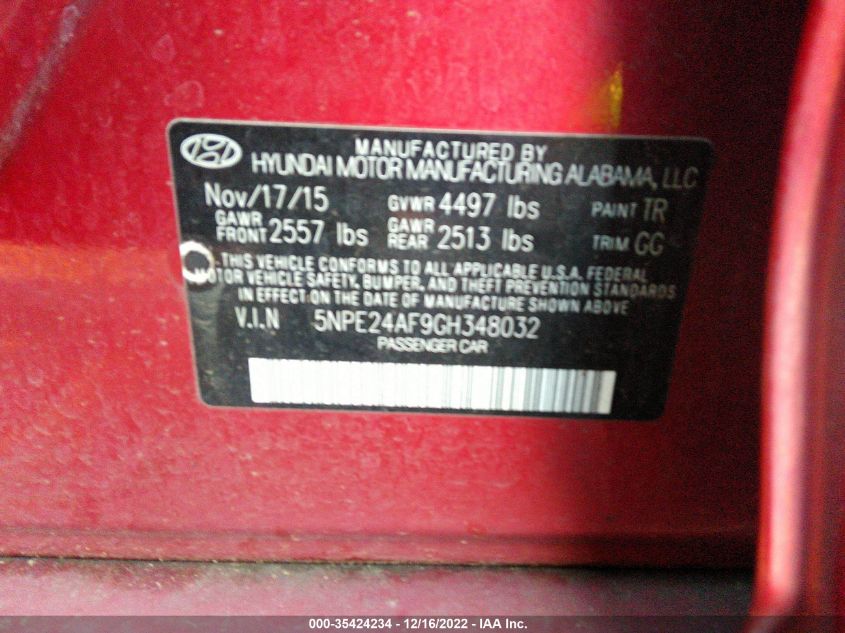 MANUFACTURED BY
HYUNDAI MOTOR MANUFACTURING ALABAMA, LLC
Nov/17/15 GVWR 4497 lbs PAINT TR
GAWR FRONT 2557 lbs GAWR REAR 2513 lbs TRIM GG
THIS VEHICLE CONFORMS TO ALL APPLICABLE U.S.A. FEDERAL
MOTOR VEHICLE SAFETY, BUMPER, AND THEFT PREVENTION STANDARDS
IN EFFECT ON THE DATE OF MANUFACTURE SHOWN ABOVE
V.I.N 5NPE24AF9GH348032
PASSENGER CAR
000-35424234 - 12/16/2022 - IAA Inc.